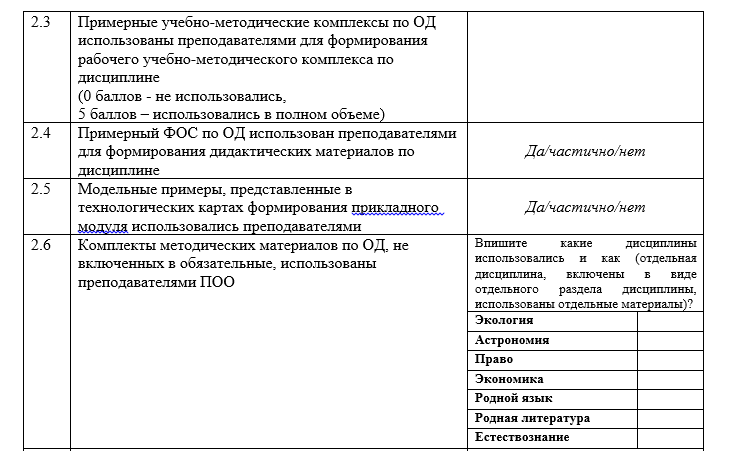 2.3
Примерные учебно-методические комплексы по ОД
использованы преподавателями для формирования
рабочего учебно-методического комплекса по
дисциплине
(0 баллов - не использовались,
5 баллов – использовались в полном объеме)
2.4
Примерный ФОС по ОД использован преподавателями
для формирования дидактических материалов по
дисциплине
Да/частично/нет
2.5
Модельные примеры, представленные в
технологических картах формирования прикладного
модуля использовались преподавателями
Да/частично/нет
2.6
Комплекты методических материалов по ОД, не
включенных в обязательные, использованы
преподавателями ПОО
Впишите какие дисциплины
использовались и как (отдельная
дисциплина, включены в виде
отдельного раздела дисциплины,
использованы отдельные материалы)?
Экология
Астрономия
Право
Экономика
Родной язык
Родная литература
Естествознание